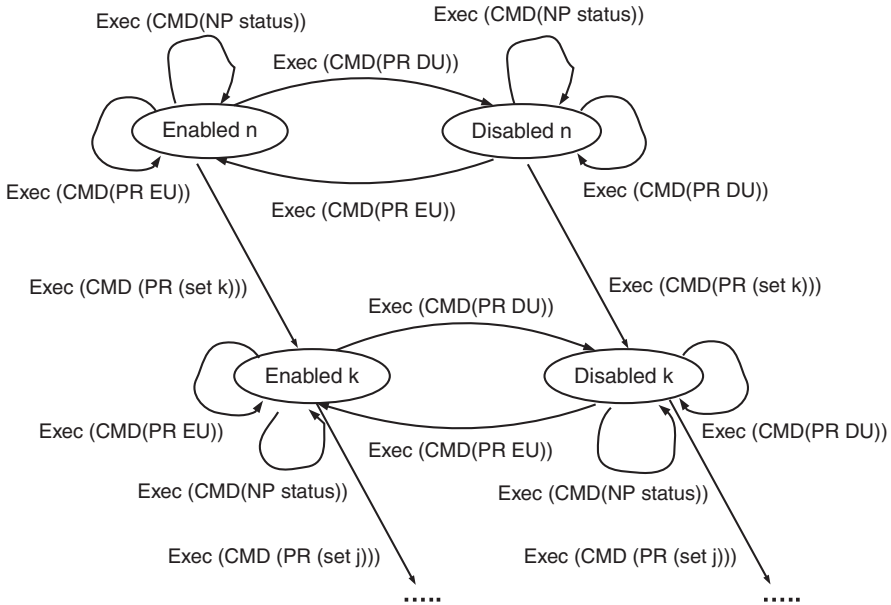 Exec (CMD(NP status))
Exec (CMD(NP status))
Exec (CMD(PR DU))
Enabled n
Disabled n
Exec (CMD(PR EU))
Exec (CMD(PR DU))
Exec (CMD(PR EU))
Exec (CMD (PR (set k)))
Exec (CMD(PR (set k)))
Exec (CMD(PR DU))
Enabled k
Disabled k
Exec (CMD(PR EU))
Exec (CMD(PR DU))
Exec (CMD(PR EU))
Exec (CMD(NP status))
Exec (CMD(NP status))
Exec (CMD (PR (set j)))
Exec (CMD (PR (set j)))
..... .....